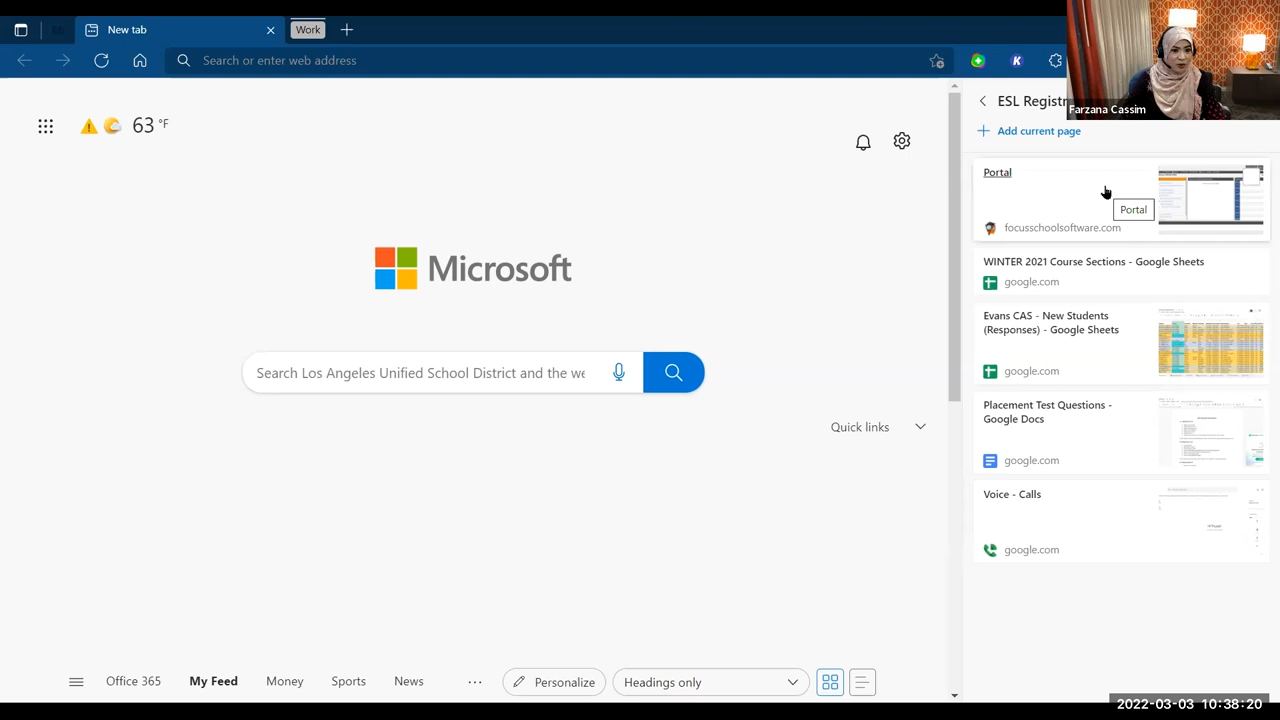 New tab
Work
Search or enter web address
63 °F
Microsoft
Search Los Angeles Unified School District and the we
Quick links
Office 365
My Feed
Money
Sports
News
Personalize
Headings only
Farzana Cassim
ESL Registr
Add current page
Portal
Portal
focusschoolsoftware.com
WINTER 2021 Course Sections - Google Sheets
google.com
Evans CAS - New Students
(Responses) - Google Sheets
google.com
Placement Test Questions -
Google Docs
google.com
Voice - Calls
google.com
2022-03-03 10:38:20